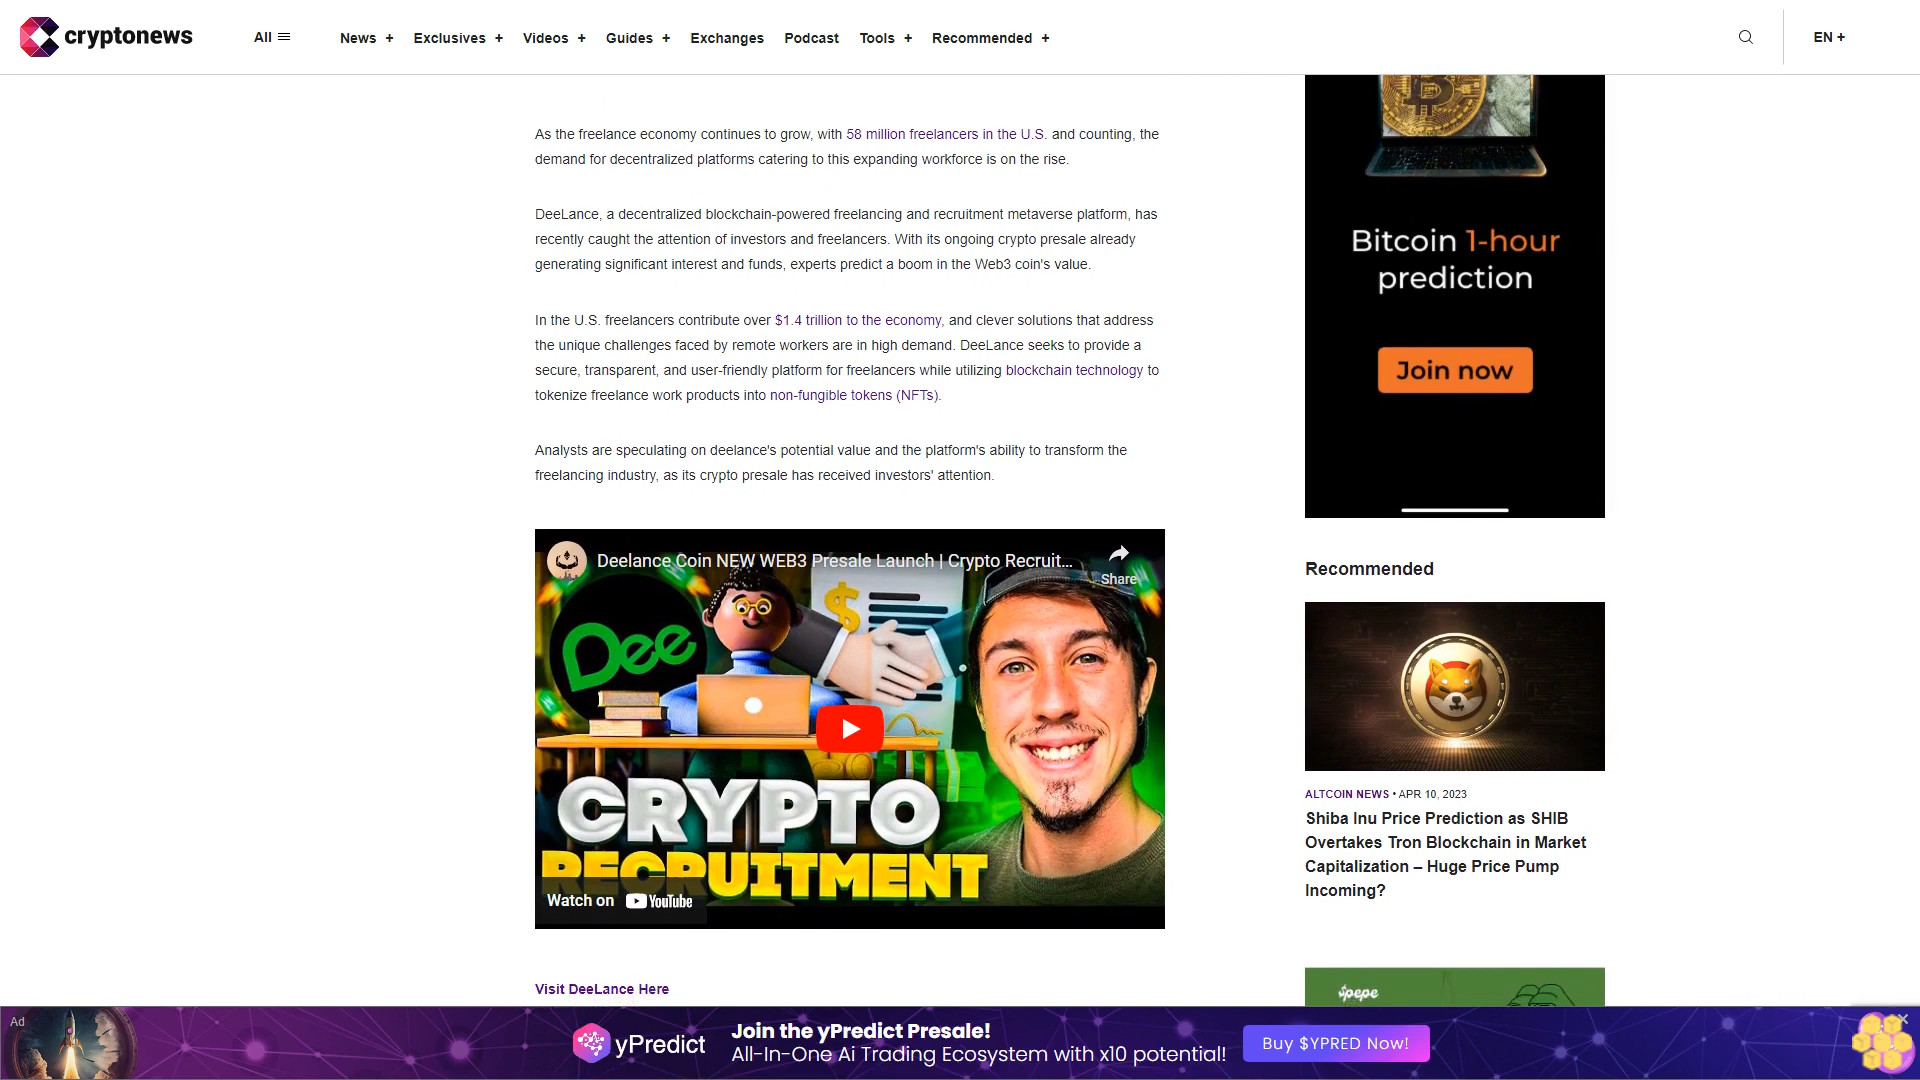 cryptonews
All
News +
Exclusives +
Videos +
Guides +
Exchanges
Podcast
Tools +
Recommended +
EN +
As the freelance economy continues to grow, with 58 million freelancers in the U.S. and counting, the
demand for decentralized platforms catering to this expanding workforce is on the rise.
DeeLance, a decentralized blockchain-powered freelancing and recruitment metaverse platform, has
recently caught the attention of investors and freelancers. With its ongoing crypto presale already
generating significant interest and funds, experts predict a boom in the Web3 coin's value.
In the U.S. freelancers contribute over $1.4 trillion to the economy, and clever solutions that address
the unique challenges faced by remote workers are in high demand. DeeLance seeks to provide a
secure, transparent, and user-friendly platform for freelancers while utilizing blockchain technology to
tokenize freelance work products into non-fungible tokens (NFTs).
Analysts are speculating on deelance's potential value and the platform's ability to transform the
freelancing industry, as its crypto presale has received investors' attention.
Deelance Coin NEW WEB3 Presale Launch | Crypto Recruit...
Share
Dee
CRYPTO
RECRUITMENT
Watch on YouTube
Visit DeeLance Here
Bitcoin 1-hour
prediction
Join now
Recommended
ALTCOIN NEWS • APR 10, 2023
Shiba Inu Price Prediction as SHIB
Overtakes Tron Blockchain in Market
Capitalization – Huge Price Pump
Incoming?
$pepe
Ad
yPredict
Join the yPredict Presale!
All-In-One Ai Trading Ecosystem with x10 potential!
Buy $YPRED Now!